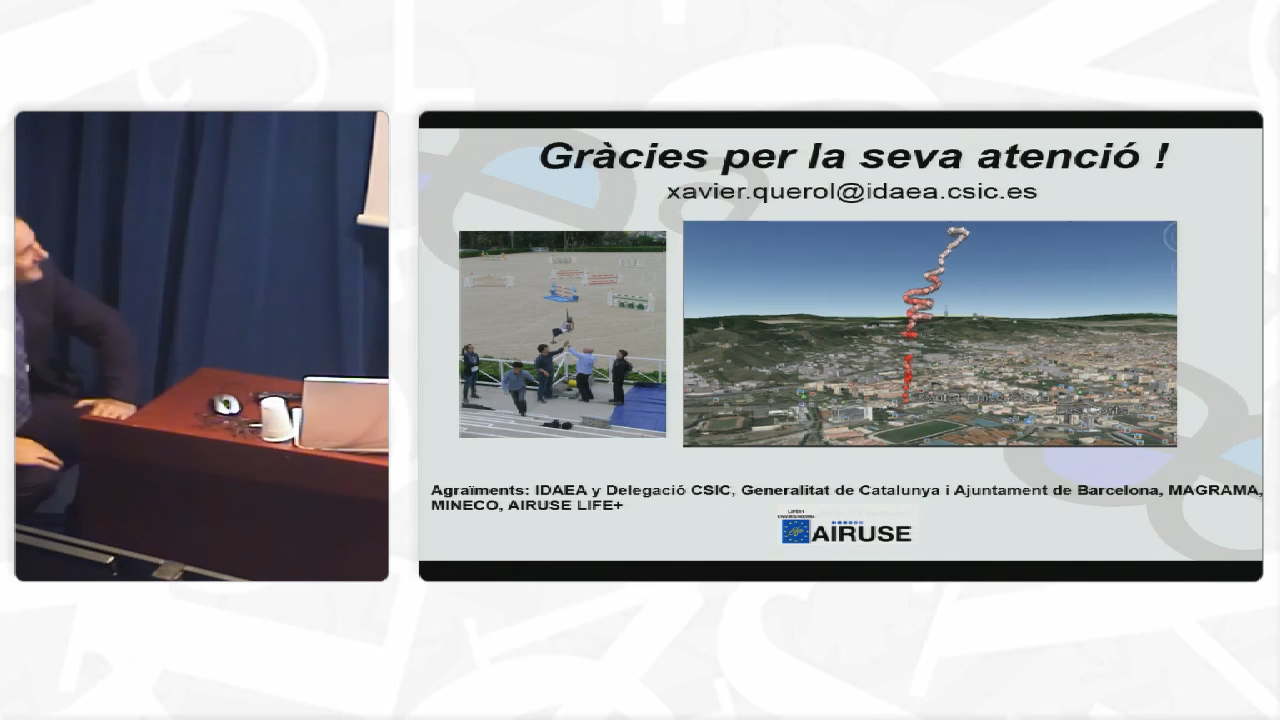 Gràcies per la seva atenció !
xavier.querol@idaea.csic.es
Agraïments: IDAEA y Delegació CSIC, Generalitat de Catalunya i Ajuntament de Barcelona, MAGRAMA,
MINECO, AIRUSE LIFE+
AIRUSE